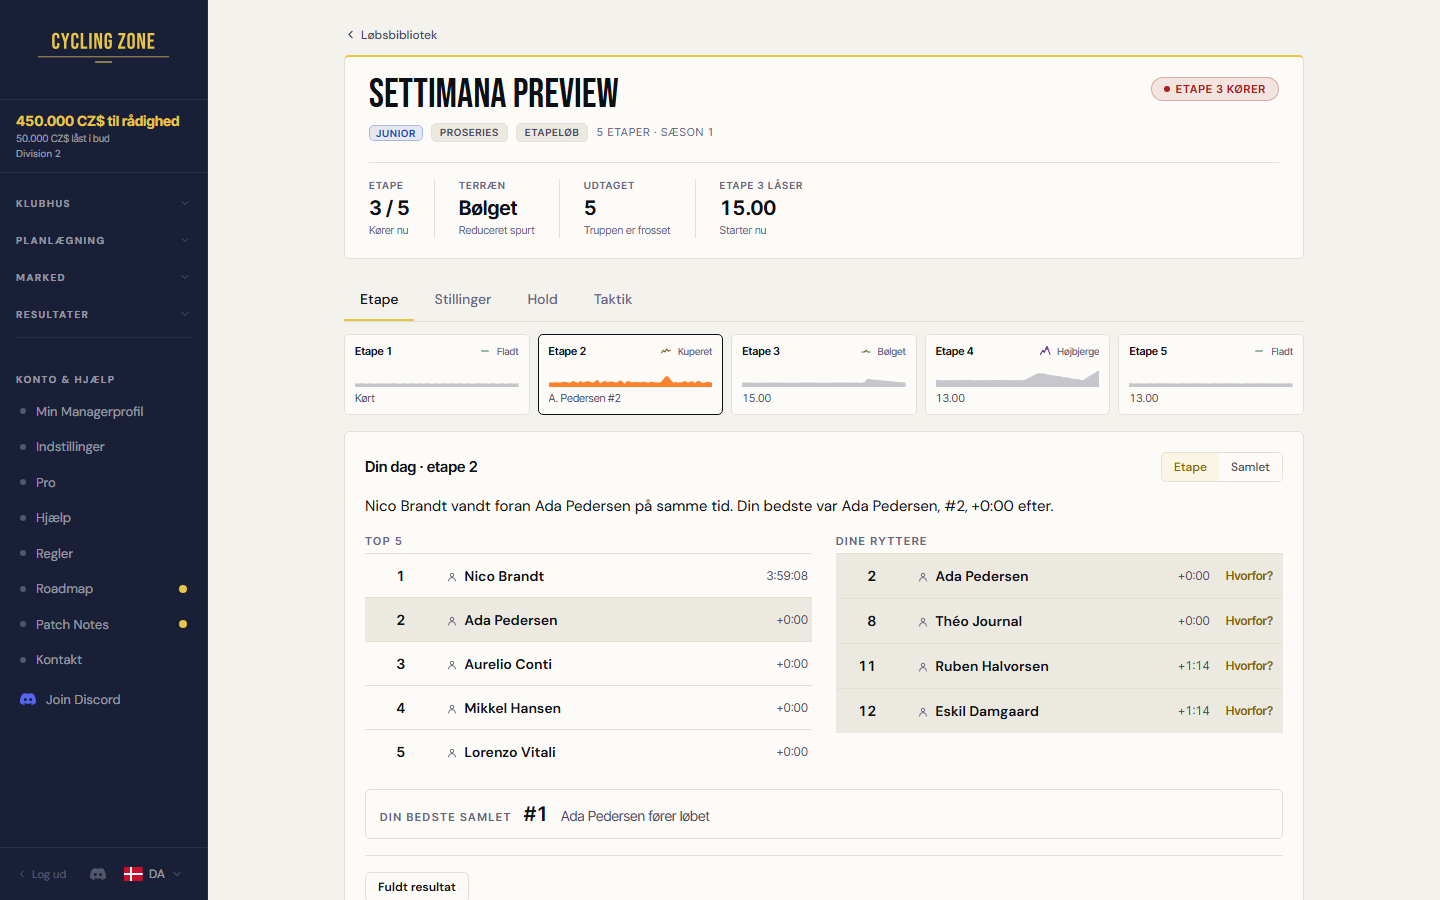 CYCLING ZONE
450.000 CZ$ til rådighed
50.000 CZ$ låst i bud
Division 2
KLUBHUS
PLANLÆGNING
MARKED
RESULTATER
KONTO & HJÆLP
Min Managerprofil
Indstillinger
Pro
Hjælp
Regler
Roadmap
Patch Notes
Kontakt
Join Discord
Log ud
DA
Løbsbibliotek
SETTIMANA PREVIEW
ETAPE 3 KØRER
JUNIOR PROSERIES ETAPELØB 5 ETAPER · SÆSON 1
ETAPE TERRÆN UDTAGET ETAPE 3 LÅSER
3 / 5 Bølget 5 15.00
Kører nu Reduceret spurt Truppen er frosset Starter nu
Etape Stillinger Hold Taktik
Etape 1 Fladt Etape 2 Kuperet Etape 3 Bølget Etape 4 Højbjerge Etape 5 Fladt
Kørt A. Pedersen #2 15.00 13.00 13.00
Din dag · etape 2
Etape Samlet
Nico Brandt vandt foran Ada Pedersen på samme tid. Din bedste var Ada Pedersen, #2, +0:00 efter.
TOP 5
1 Nico Brandt 3:59:08
2 Ada Pedersen +0:00
3 Aurelio Conti +0:00
4 Mikkel Hansen +0:00
5 Lorenzo Vitali +0:00
DINE RYTTERE
2 Ada Pedersen +0:00 Hvorfor?
8 Théo Journal +0:00 Hvorfor?
11 Ruben Halvorsen +1:14 Hvorfor?
12 Eskil Damgaard +1:14 Hvorfor?
DIN BEDSTE SAMLET #1 Ada Pedersen fører løbet
Fuldt resultat